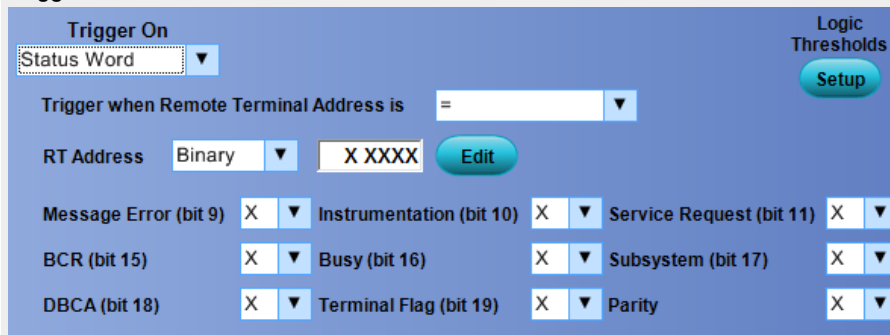 Trigger On
Logic
Thresholds
Status Word
Setup
Trigger when Remote Terminal Address is =
RT Address Binary X XXXX Edit
Message Error (bit 9) X Instrumentation (bit 10) X Service Request (bit 11) X
BCR (bit 15) X Busy (bit 16) X Subsystem (bit 17) X
DBCA (bit 18) X Terminal Flag (bit 19) X Parity X